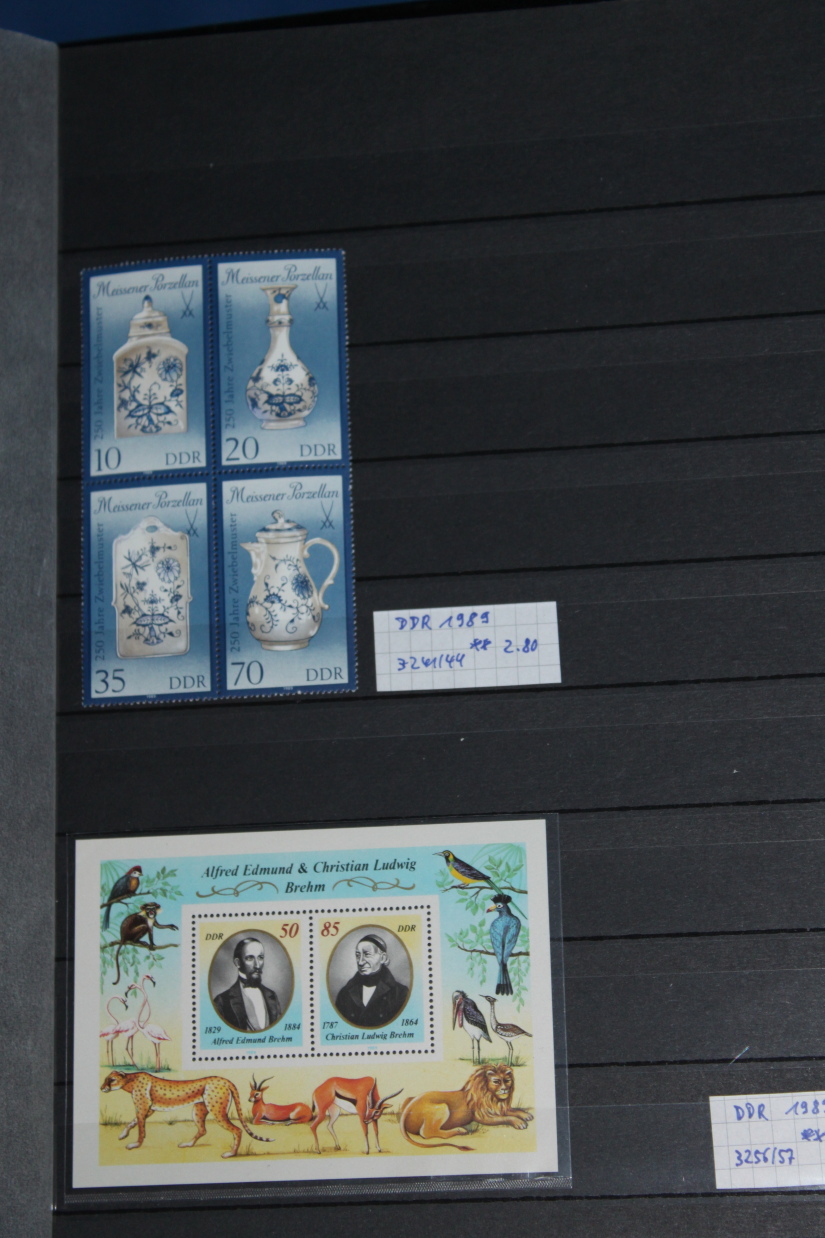 Meissener Porzellan
250 Jahre Zwiebelmuster
10 DDR
Meissener Porzellan
20 DDR
Meissener Porzellan
250 Jahre Zwiebelmuster
35 DDR
Meissener Porzellan
250 Jahre Zwiebelmuster
70 DDR
250 Jahre Zwiebelmuster
DDR 1989
3241/44 ** 2.80
Alfred Edmund & Christian Ludwig
Brehm
DDR 50
1829 1884
Alfred Edmund Brehm
85 DDR
1787 1864
Christian Ludwig Brehm
DDR 1989
3256/57 **